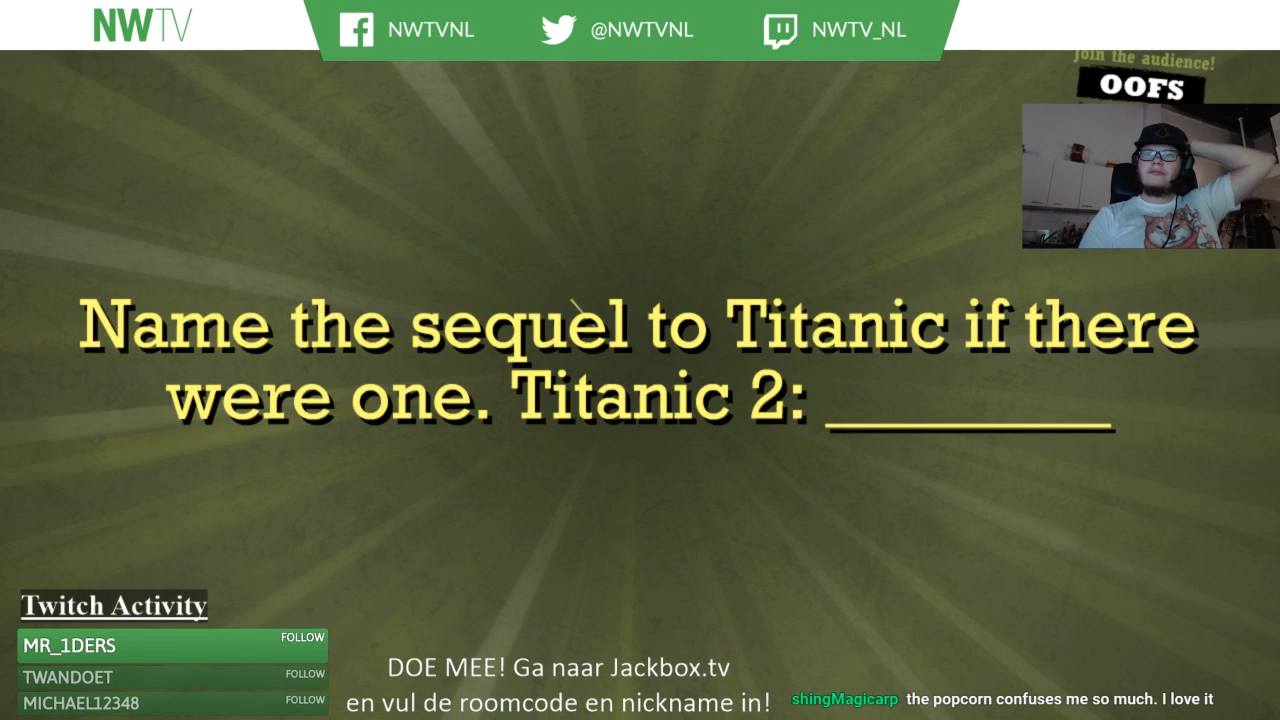 NWTV
NWTVNL
@NWTVNL
NWTV_NL
Join the audience!
OOFS
Name the sequel to Titanic if there
were one. Titanic 2: ________
Twitch Activity
MR_1DERS FOLLOW
TWANDOET FOLLOW
MICHAEL12348 FOLLOW
DOE MEE! Ga naar Jackbox.tv
en vul de roomcode en nickname in!
shingMagicarp the popcorn confuses me so much. I love it